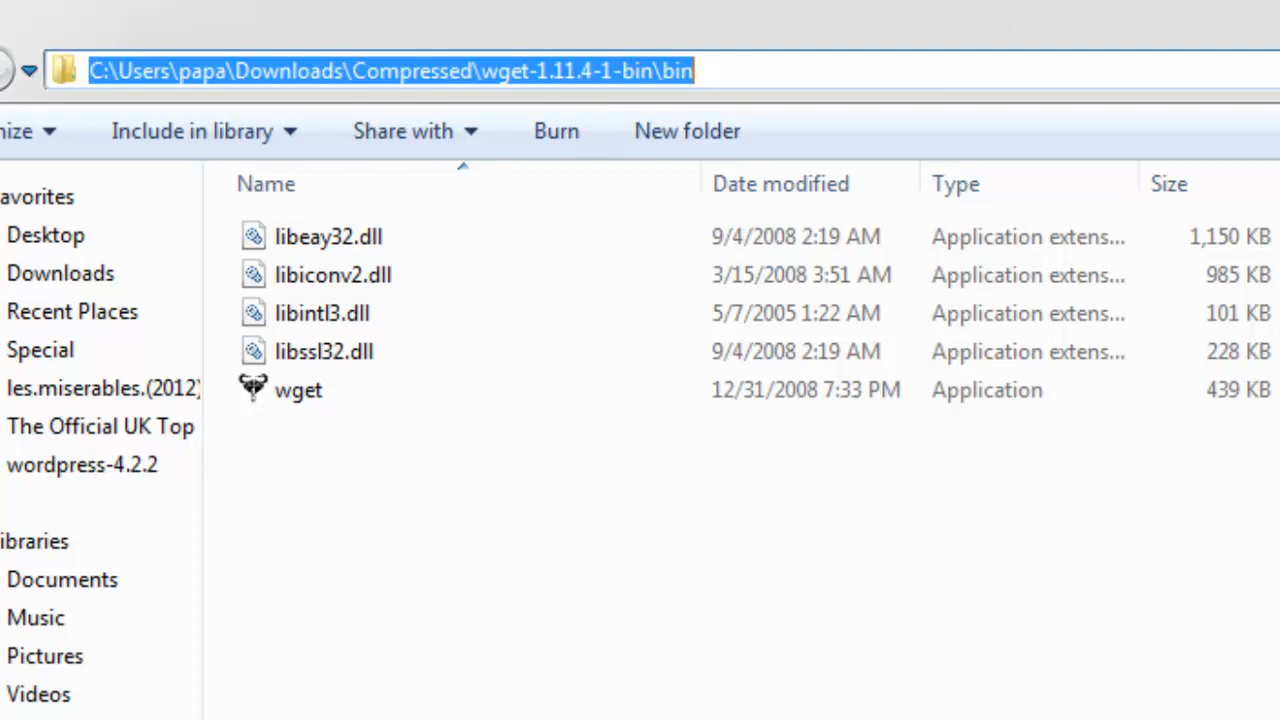 C:\Users\papa\Downloads\Compressed\wget-1.11.4-1-bin\bin
nize Include in library Share with Burn New folder
avorites
Desktop
Downloads
Recent Places
Special
les.miserables.(2012)
The Official UK Top
wordpress-4.2.2
ibraries
Documents
Music
Pictures
Videos
Name Date modified Type Size
libeay32.dll 9/4/2008 2:19 AM Application extens... 1,150 KB
libiconv2.dll 3/15/2008 3:51 AM Application extens... 985 KB
libintl3.dll 5/7/2005 1:22 AM Application extens... 101 KB
libssl32.dll 9/4/2008 2:19 AM Application extens... 228 KB
wget 12/31/2008 7:33 PM Application 439 KB